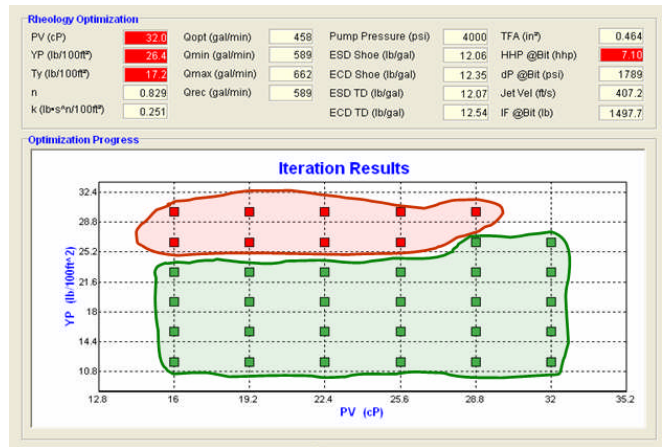 Rheology Optimization
PV (cP) 32.0 Qopt (gal/min) 458 Pump Pressure (psi) 4000 TFA (in²) 0.464
YP (lb/100ft²) 26.4 Qmin (gal/min) 589 ESD Shoe (lb/gal) 12.06 HHP @Bit (hhp) 7.10
Ty (lb/100ft²) 17.2 Qmax (gal/min) 662 ECD Shoe (lb/gal) 12.35 dP @Bit (psi) 1789
n 0.829 Qrec (gal/min) 589 ESD TD (lb/gal) 12.07 Jet Vel (ft/s) 407.2
k (lb•s^n/100ft²) 0.251 ECD TD (lb/gal) 12.54 IF @Bit (lb) 1497.7
Optimization Progress
Iteration Results
YP (lb/100ft^2)
32.4
28.8
25.2
21.6
18
14.4
10.8
12.8 16 19.2 22.4 25.6 28.8 32 35.2
PV (cP)